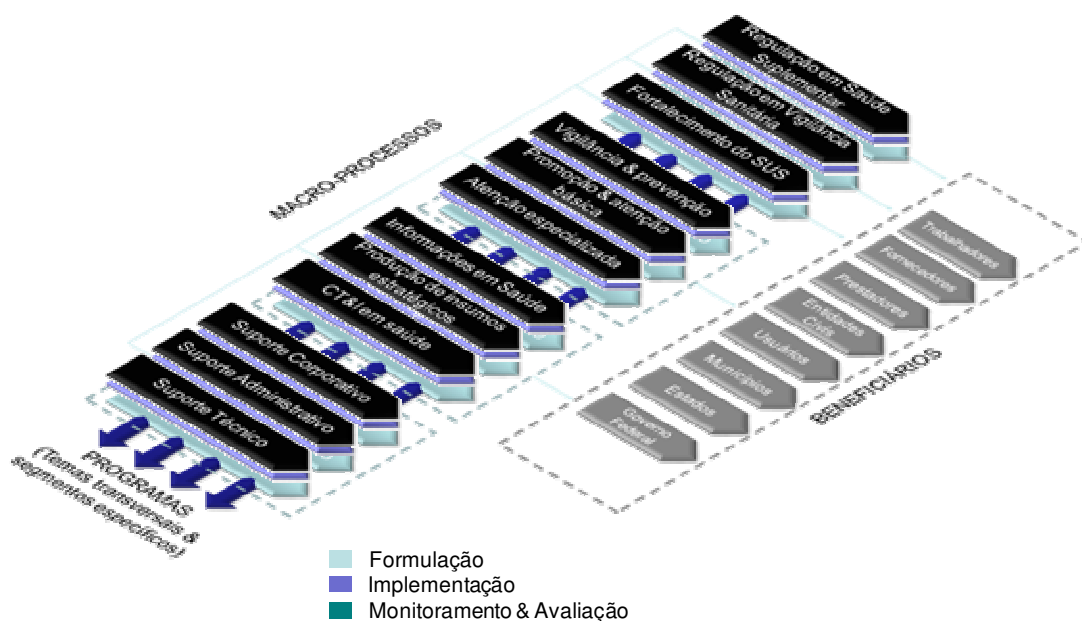 Regulação em Saúde
Suplementar
Regulação em Vigilância
Sanitária
Fortalecimento do SUS
Vigilância & prevenção
Promoção & atenção
básica
Atenção especializada
Informações em Saúde
Produção de insumos
estratégicos
CT&I em saúde
Suporte Corporativo
Suporte Administrativo
Suporte Técnico
MACRO-PROCESSOS
Trabalhadores
Fornecedores
Prestadores
Entidades
Civis
Usuários
Municípios
Estados
Governo
Federal
BENEFICIÁRIOS
PROGRAMAS
(Temas transversais &
segmentos específicos)
Formulação
Implementação
Monitoramento & Avaliação